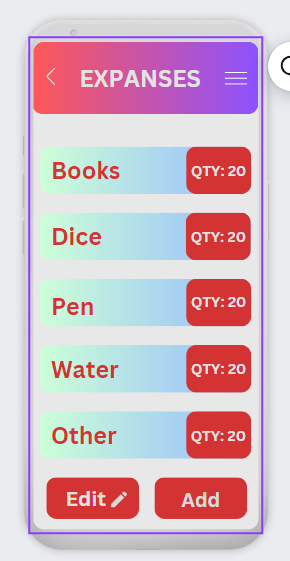 EXPANSES
Books QTY: 20
Dice QTY: 20
Pen QTY: 20
Water QTY: 20
Other QTY: 20
Edit Add